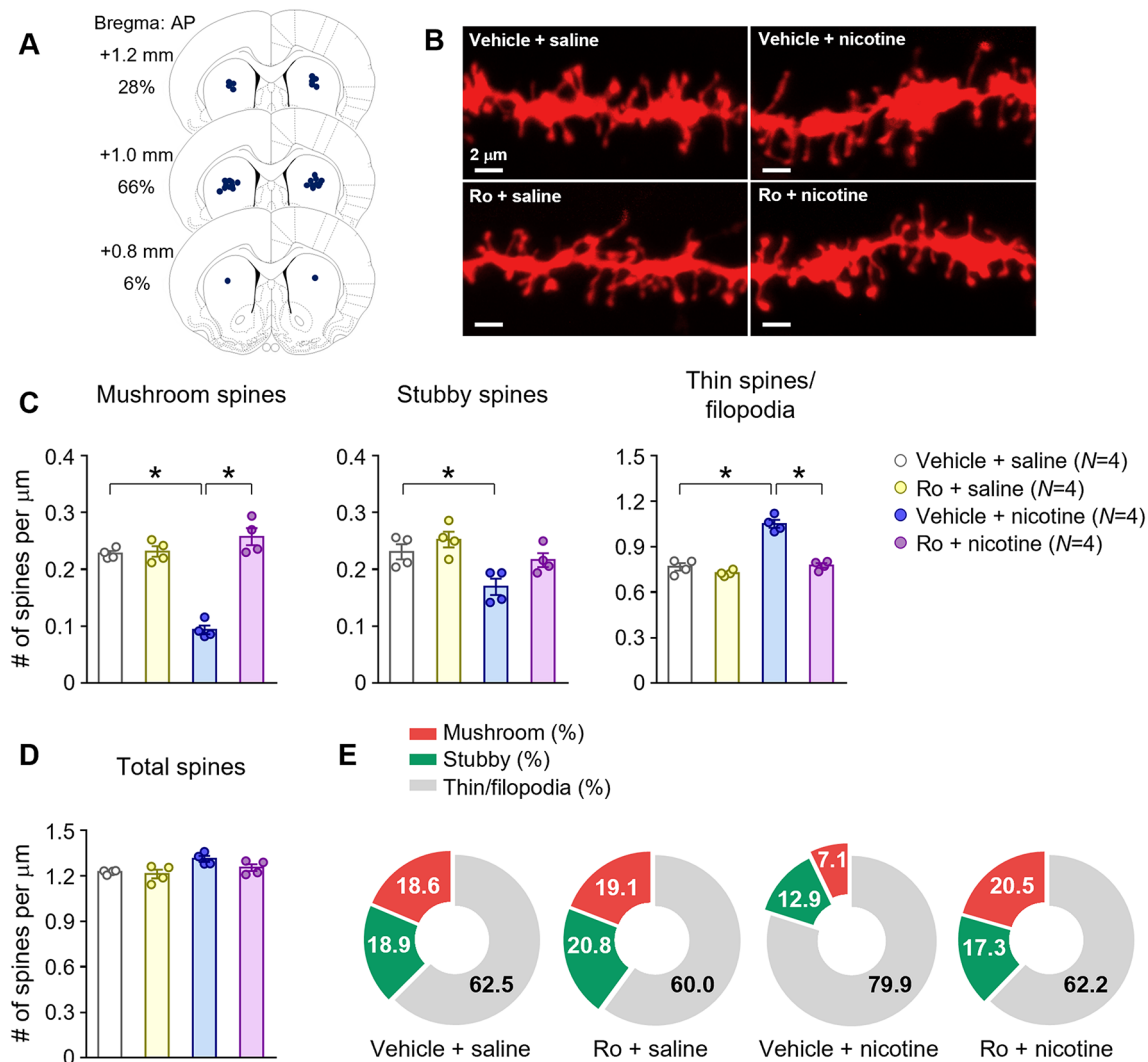 A
Bregma: AP
+1.2 mm
28%
+1.0 mm
66%
+0.8 mm
6%
B
Vehicle + saline
Vehicle + nicotine
2 μm
Ro + saline
Ro + nicotine
C
Mushroom spines
Stubby spines
Thin spines/
filopodia
# of spines per μm
0.4
0.3
0.2
0.1
0
* *
0.4
0.3
0.2
0.1
0
*
1.5
1.2
0.9
0.6
0.3
0
* *
Vehicle + saline (N=4)
Ro + saline (N=4)
Vehicle + nicotine (N=4)
Ro + nicotine (N=4)
D
Total spines
# of spines per μm
1.5
1.2
0.9
0.6
0.3
0
E
Mushroom (%)
Stubby (%)
Thin/filopodia (%)
18.6
18.9
62.5
Vehicle + saline
19.1
20.8
60.0
Ro + saline
7.1
12.9
79.9
Vehicle + nicotine
20.5
17.3
62.2
Ro + nicotine